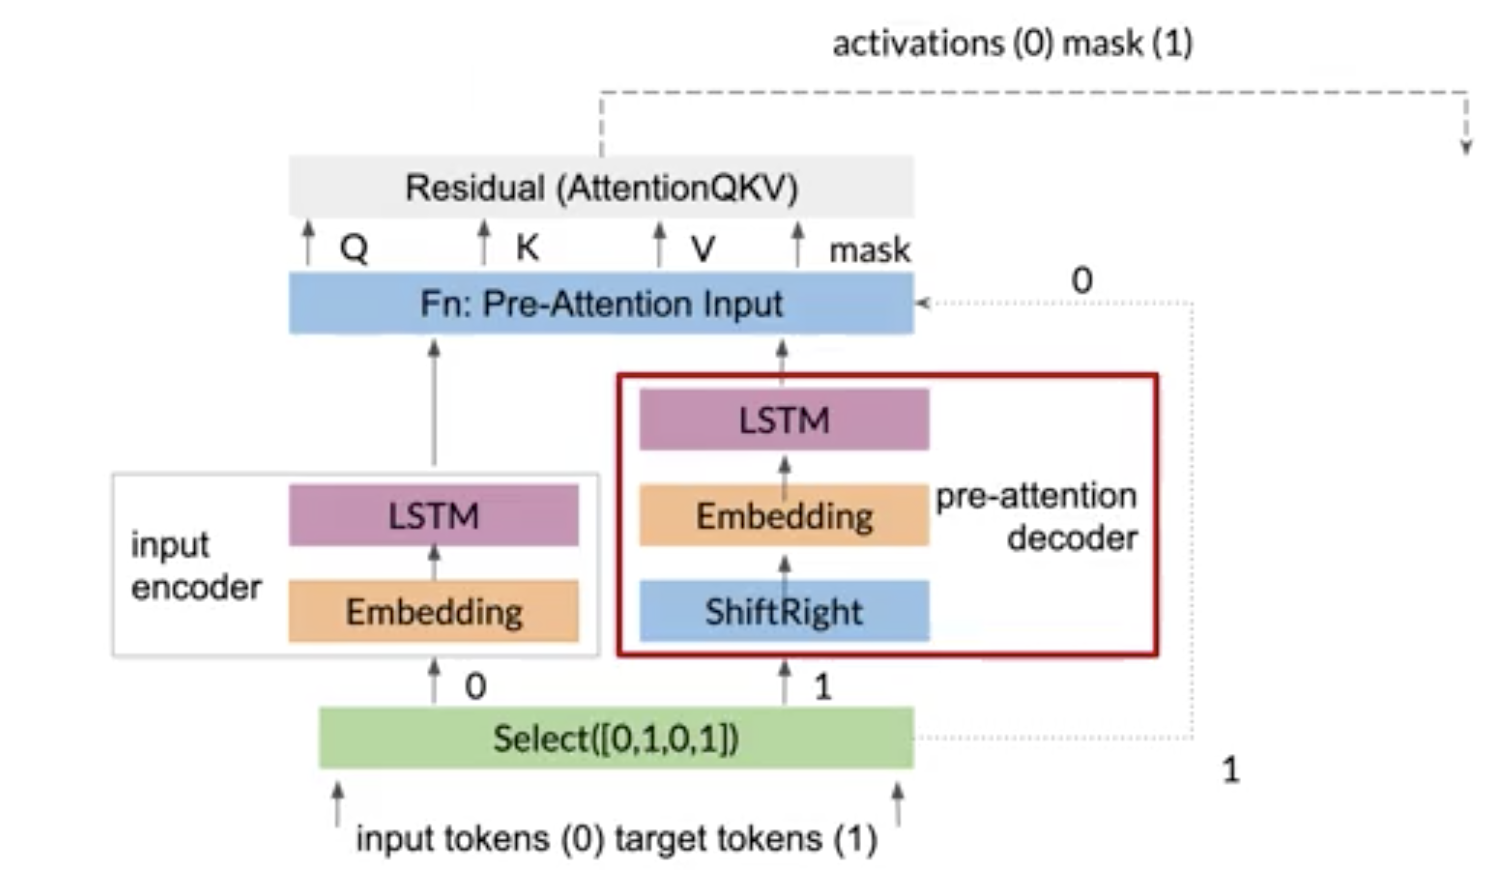 activations (0) mask (1)
Residual (AttentionQKV)
Q K V mask
Fn: Pre-Attention Input
0
LSTM
Embedding
ShiftRight
pre-attention
decoder
LSTM
Embedding
input
encoder
0
1
Select([0,1,0,1])
1
input tokens (0) target tokens (1)